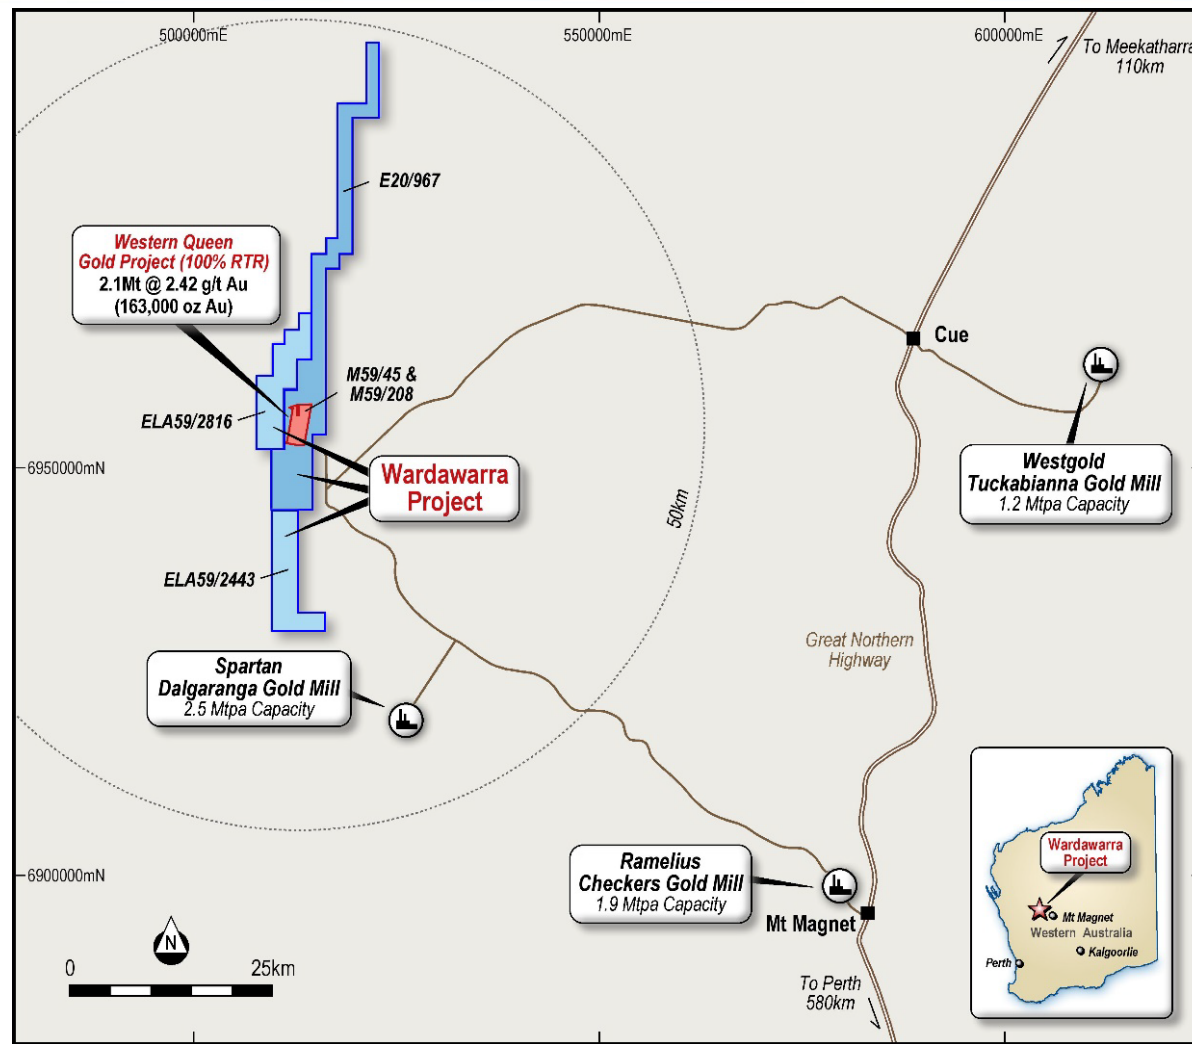 500000mE
550000mE
600000mE
To Meekatharra
110km
E20/967
Western Queen
Gold Project (100% RTR)
2.1Mt @ 2.42 g/t Au
(163,000 oz Au)
Cue
M59/45 &
M59/208
ELA59/2816
6950000mN
Wardawarra
Project
Westgold
Tuckabianna Gold Mill
1.2 Mtpa Capacity
50km
ELA59/2443
Great Northern
Highway
Spartan
Dalgaranga Gold Mill
2.5 Mtpa Capacity
6900000mN
Ramelius
Checkers Gold Mill
1.9 Mtpa Capacity
Mt Magnet
N
0 25km
To Perth
580km
Wardawarra
Project
Mt Magnet
Western Australia
Kalgoorlie
Perth